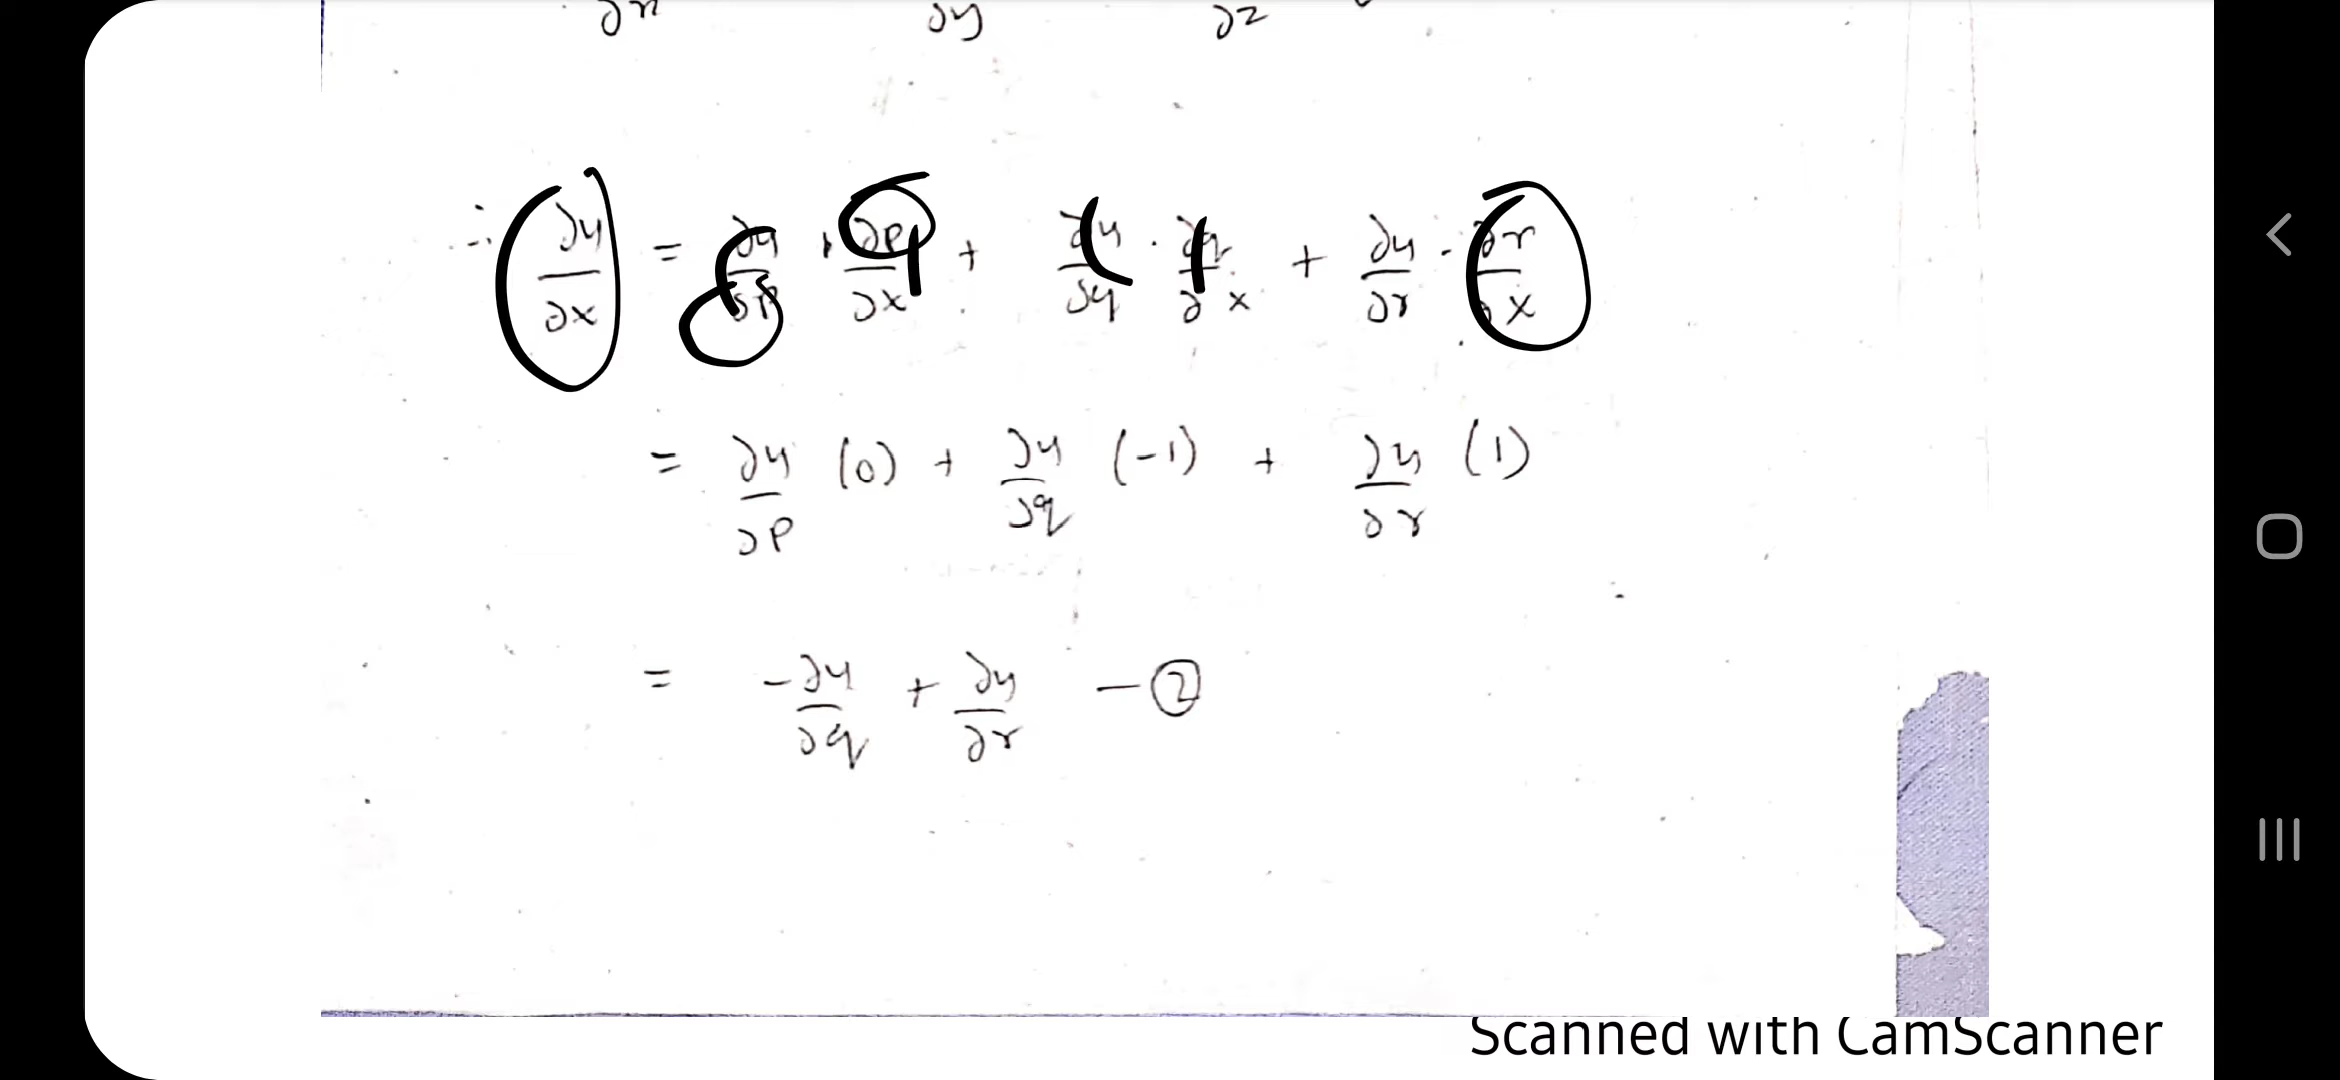 ∂x ∂y ∂z
∴ ∂u/∂x = ∂u/∂p · ∂p/∂x + ∂u/∂q · ∂q/∂x + ∂u/∂r · ∂r/∂x
= ∂u/∂p (0) + ∂u/∂q (-1) + ∂u/∂r (1)
= -∂u/∂q + ∂u/∂r — ②
Scanned with CamScanner